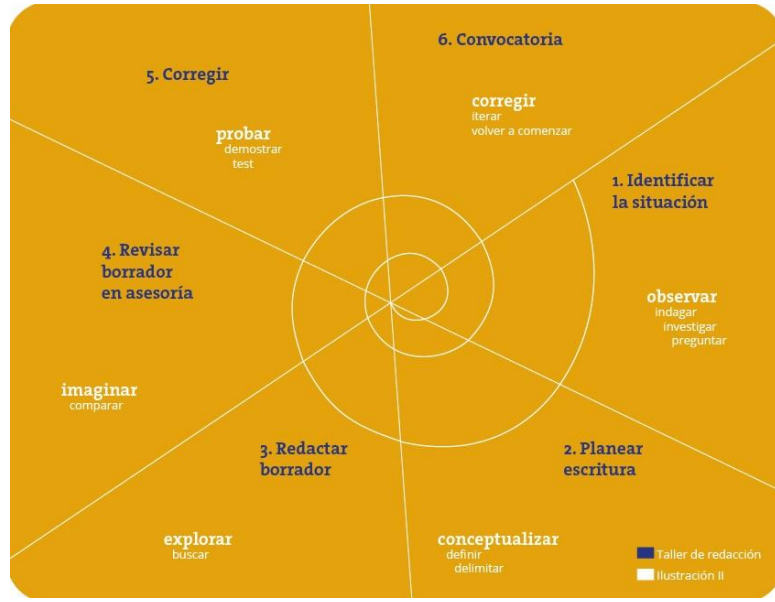 6. Convocatoria
corregir
iterar
volver a comenzar
5. Corregir
probar
demostrar
test
1. Identificar
la situación
observar
indagar
investigar
preguntar
4. Revisar
borrador
en asesoría
imaginar
comparar
3. Redactar
borrador
explorar
buscar
2. Planear
escritura
conceptualizar
definir
delimitar
Taller de redacción
Ilustración II